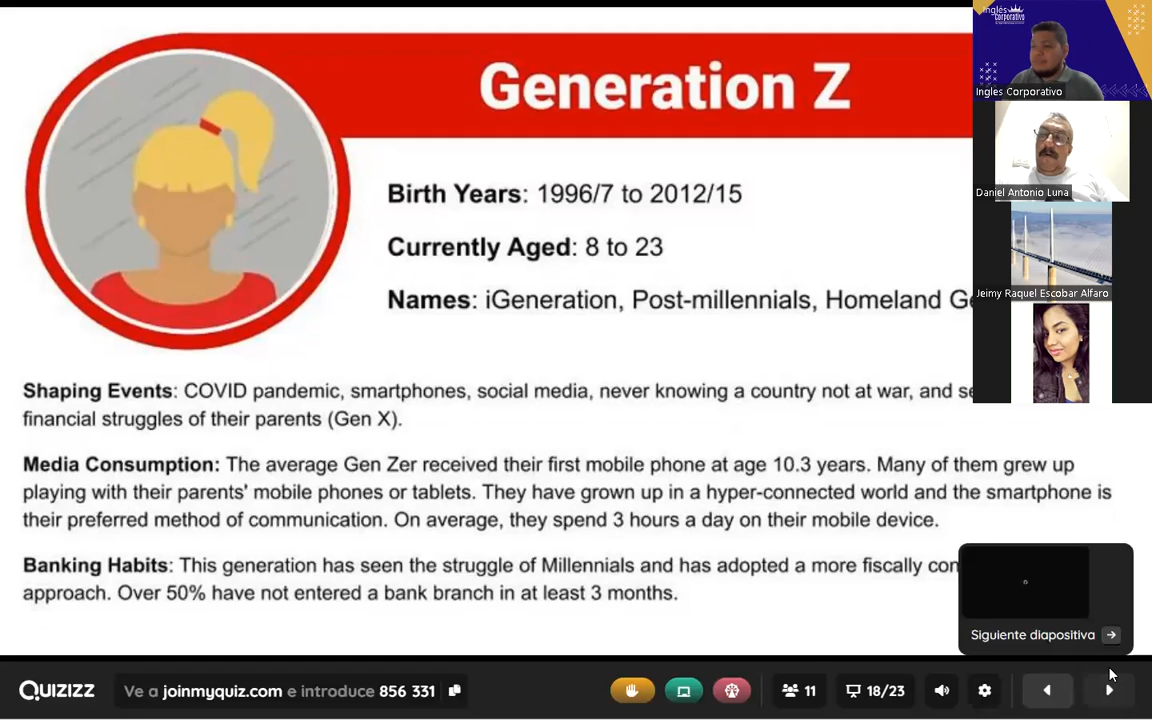 Generation Z
Birth Years: 1996/7 to 2012/15
Currently Aged: 8 to 23
Names: iGeneration, Post-millennials, Homeland
Shaping Events: COVID pandemic, smartphones, social media, never knowing a country not at war, and
financial struggles of their parents (Gen X).
Media Consumption: The average Gen Zer received their first mobile phone at age 10.3 years. Many of them grew up
playing with their parents' mobile phones or tablets. They have grown up in a hyper-connected world and the smartphone is
their preferred method of communication. On average, they spend 3 hours a day on their mobile device.
Banking Habits: This generation has seen the struggle of Millennials and has adopted a more fiscally
approach. Over 50% have not entered a bank branch in at least 3 months.
Inglés
Corporativo
Ingles Corporativo
Daniel Antonio Luna
Jeimy Raquel Escobar Alfaro
Siguiente diapositiva
QUIZIZZ
Ve a joinmyquiz.com e introduce 856 331
11
18/23